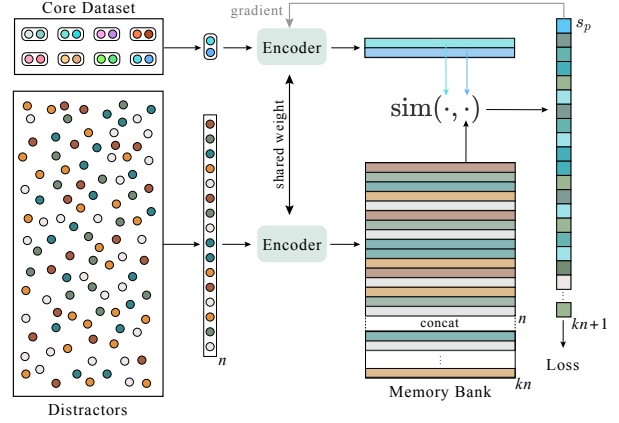 Core Dataset
gradient
Encoder
s_p
sim(·, ·)
shared weight
Encoder
n
concat
n
kn+1
kn
Loss
Memory Bank
Distractors